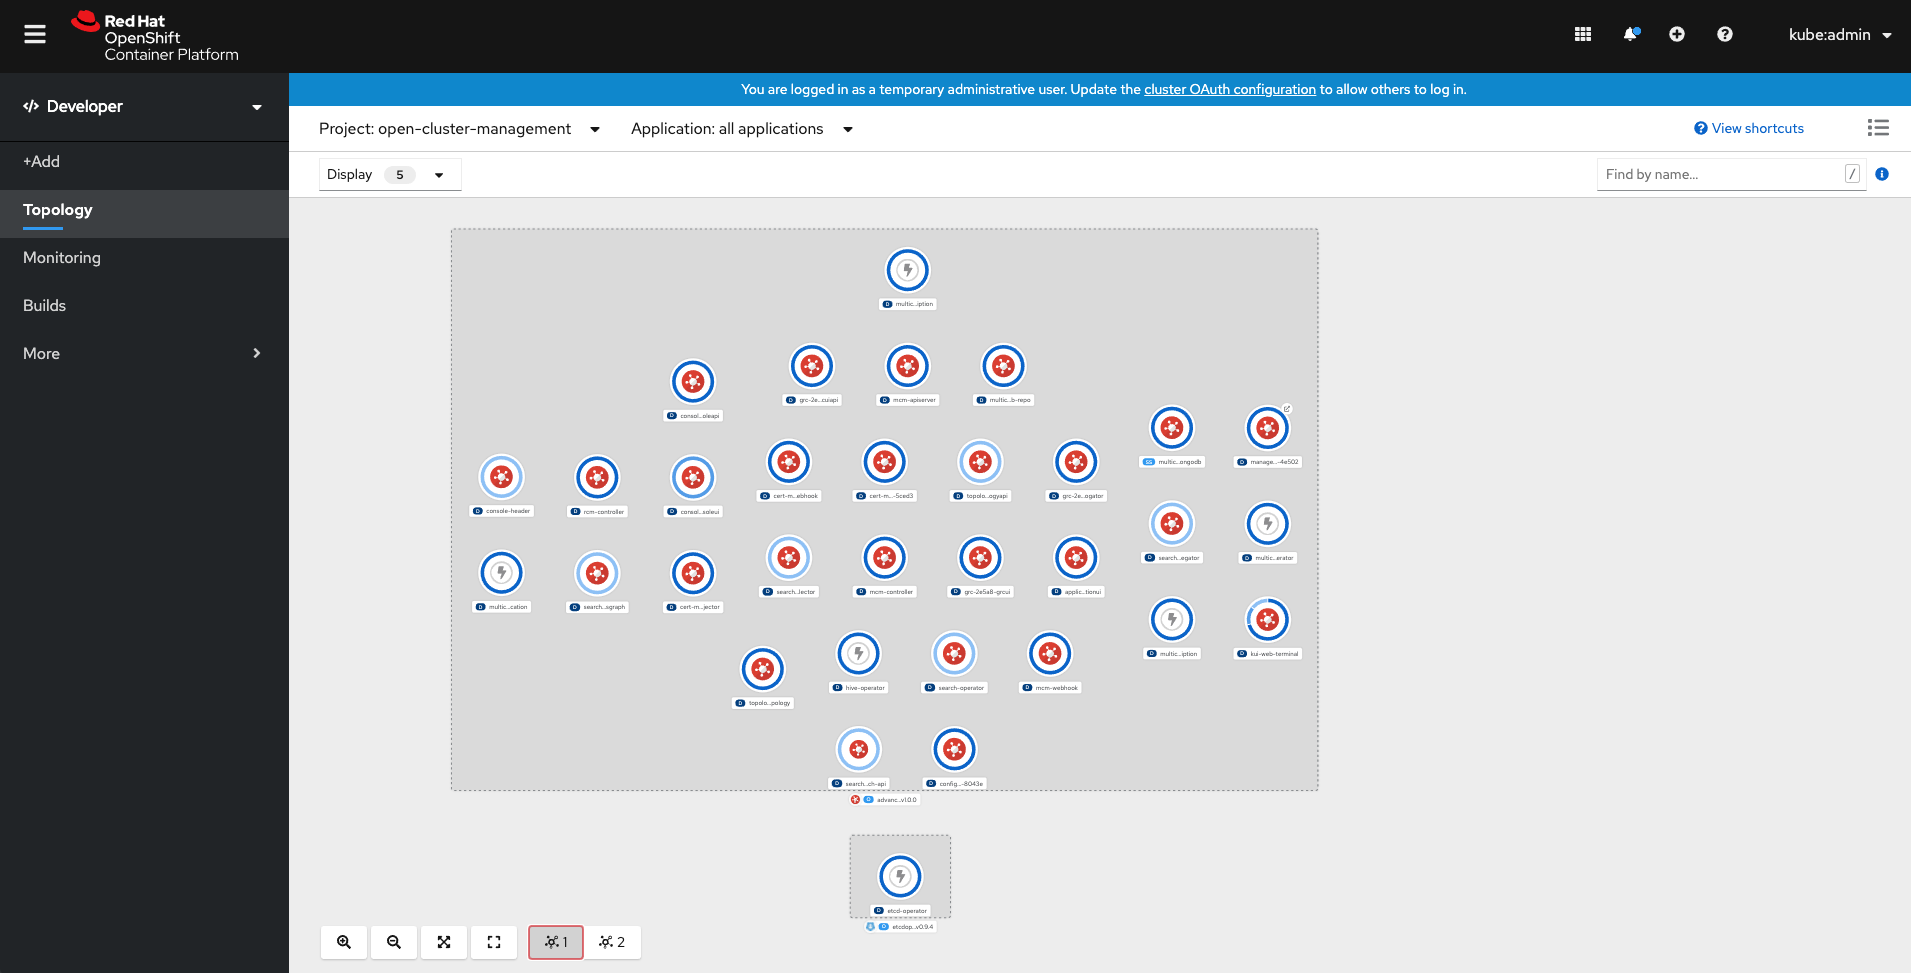 Red Hat
OpenShift
Container Platform
kube:admin
Developer
You are logged in as a temporary administrative user. Update the cluster OAuth configuration to allow others to log in.
Project: open-cluster-management
Application: all applications
View shortcuts
+Add
Display 5
Find by name...
/
Topology
Monitoring
Builds
More
D multic...iption
D grc-2e...cuiapi
D mcm-apiserver
D multic...b-repo
D consol...oleapi
SS multic...ongodb
D manage...-4e502
D cert-m...ebhook
D cert-m...-5ced3
D topolo...ogyapi
D grc-2e...ogator
D console-header
D rcm-controller
D consol...soleui
D search...egator
D multic...erator
D search...lector
D mcm-controller
D grc-2e5a8-grcui
D applic...tionui
D multic...cation
D search...sgraph
D cert-m...jector
D multic...iption
D kui-web-terminal
D hive-operator
D search-operator
D mcm-webhook
D topolo...pology
D search...ch-api
D config...-8043e
D advanc...v1.0.0
D etcd-operator
D etcdop...v0.9.4
1
2